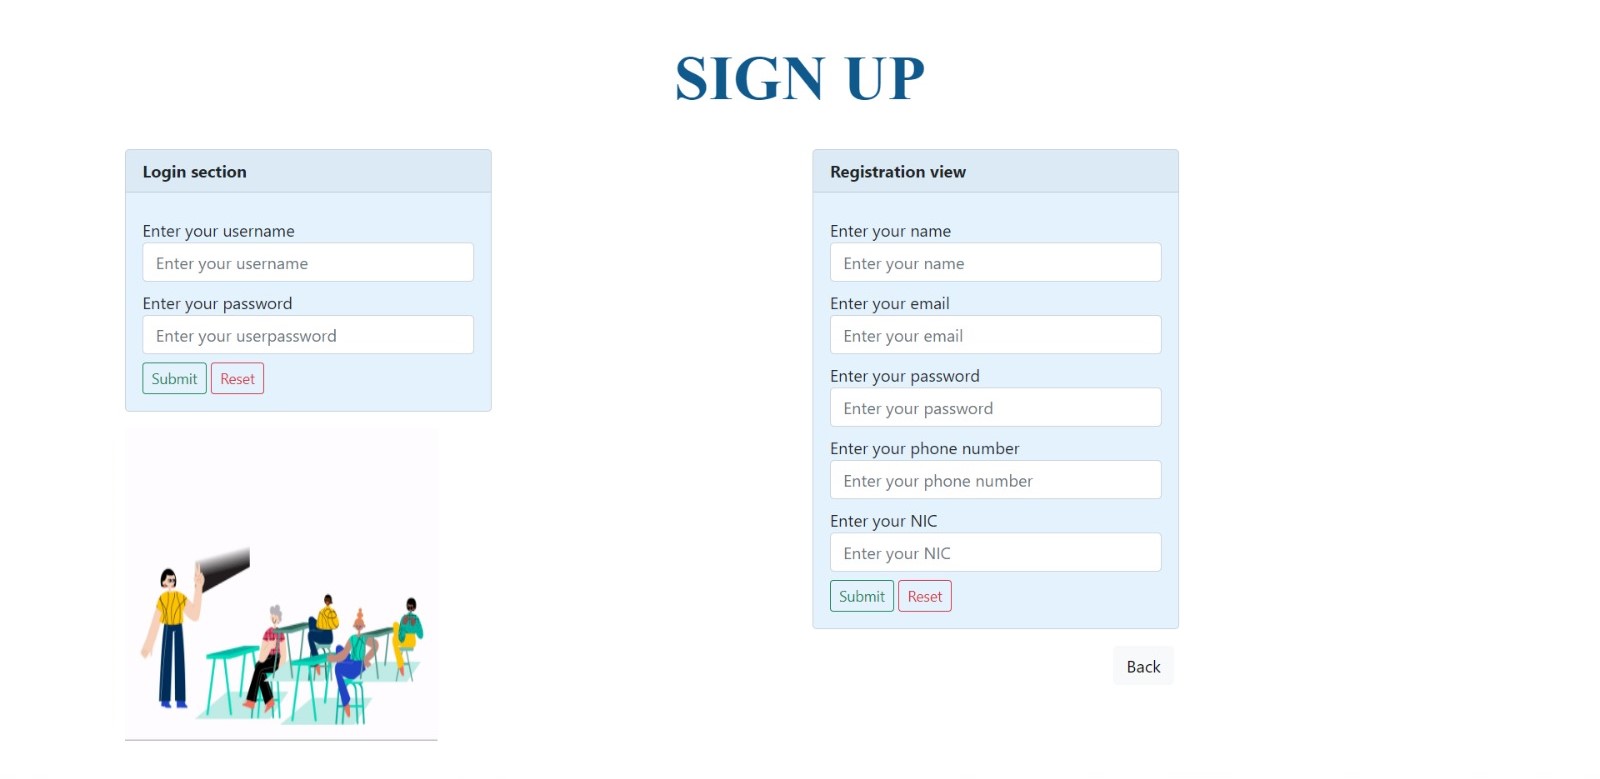 SIGN UP
Login section
Enter your username
Enter your username
Enter your password
Enter your userpassword
Submit Reset
Registration view
Enter your name
Enter your name
Enter your email
Enter your email
Enter your password
Enter your password
Enter your phone number
Enter your phone number
Enter your NIC
Enter your NIC
Submit Reset
Back